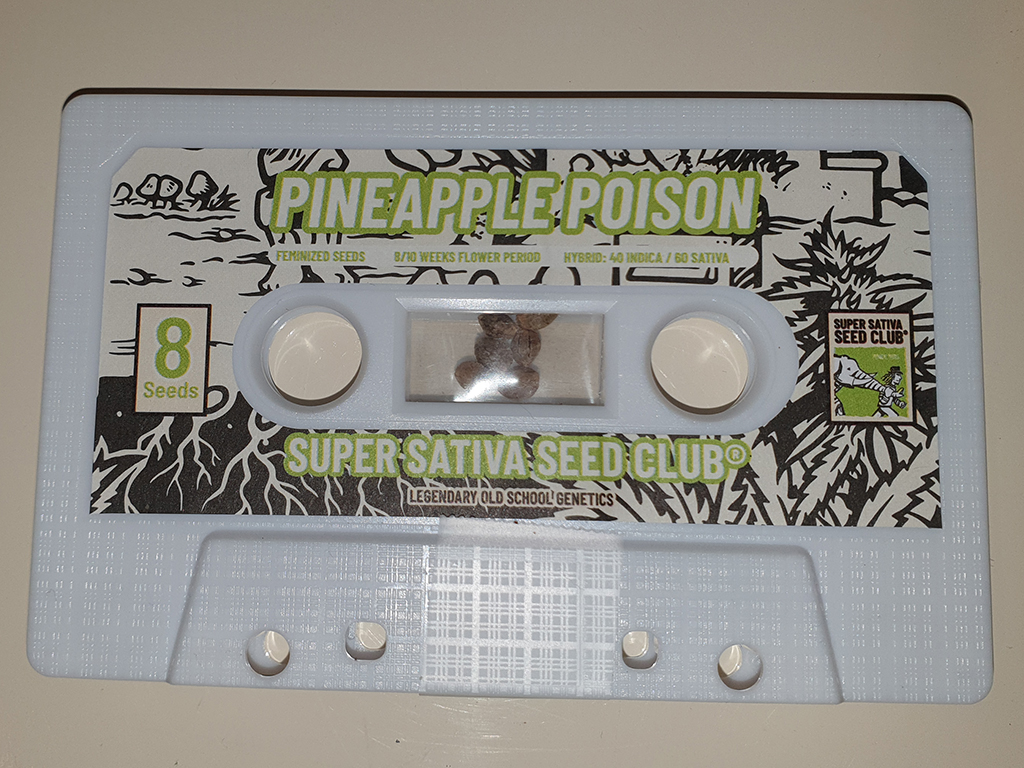 PINEAPPLE POISON
FEMINIZED SEEDS 8/10 WEEKS FLOWER PERIOD HYBRID: 40 INDICA / 60 SATIVA
8
Seeds
SUPER SATIVA
SEED CLUB®
SUPER SATIVA SEED CLUB®
LEGENDARY OLD SCHOOL GENETICS